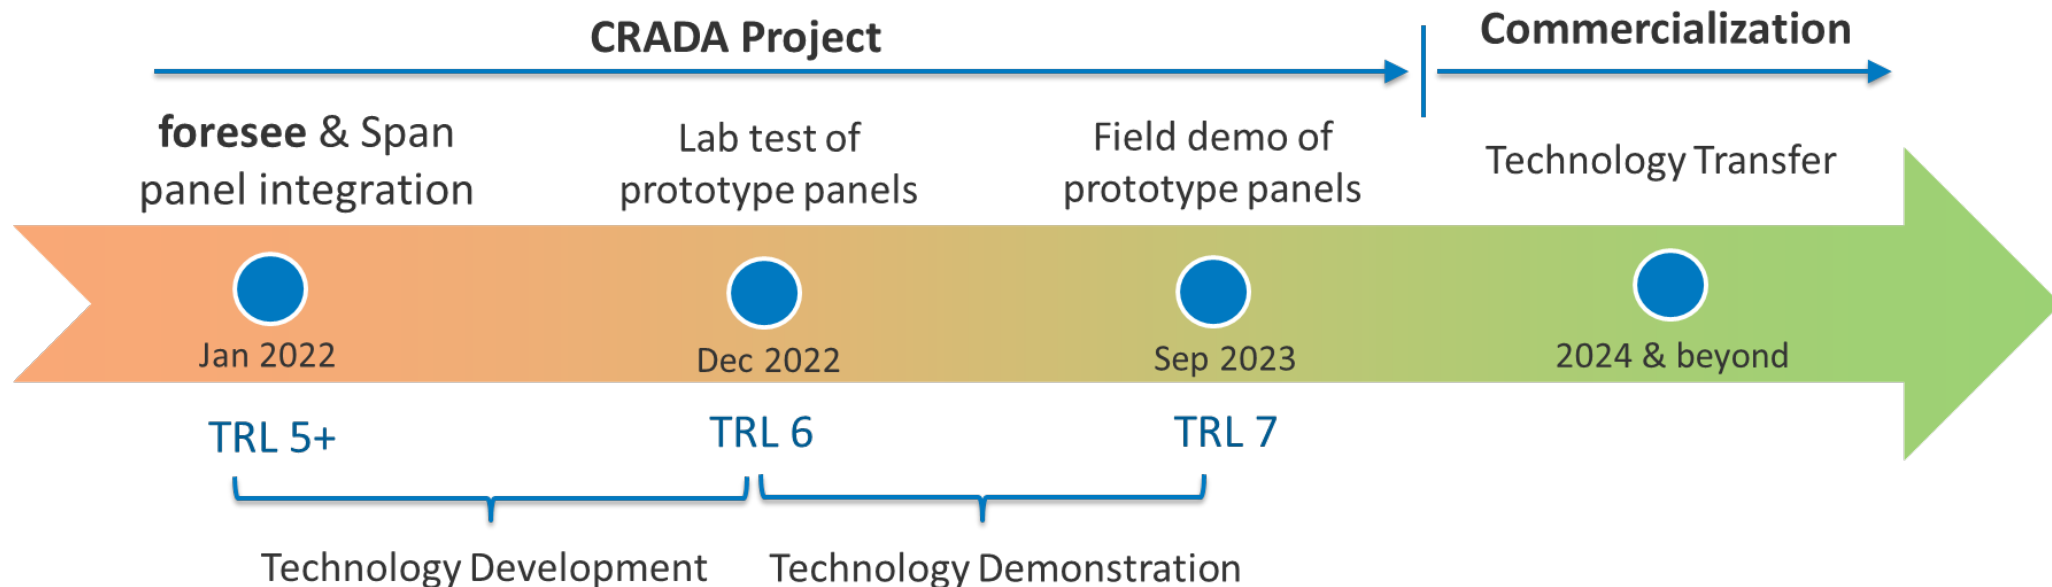 CRADA Project
Commercialization
foresee & Span
panel integration
Lab test of
prototype panels
Field demo of
prototype panels
Technology Transfer
Jan 2022
Dec 2022
Sep 2023
2024 & beyond
TRL 5+
TRL 6
TRL 7
Technology Development
Technology Demonstration